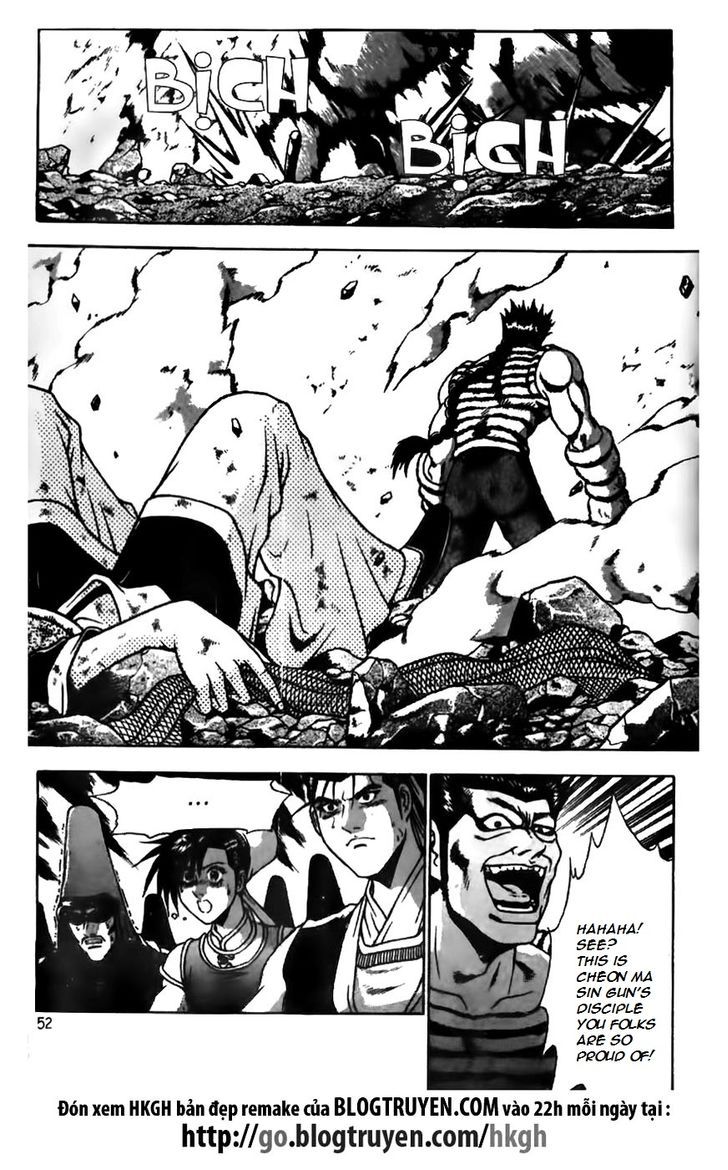 BỊCH
BỊCH
...
...
HAHAHA!
SEE?
THIS IS
CHEON MA
SIN GUN'S
DISCIPLE
YOU FOLKS
ARE SO
PROUD OF!
52
Đón xem HKGH bản đẹp remake của BLOGTRUYEN.COM vào 22h mỗi ngày tại :
http://go.blogtruyen.com/hkgh